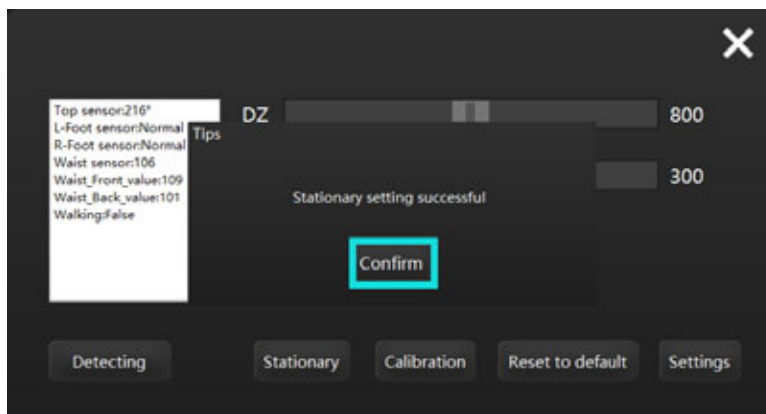 Top sensor:216°
L-Foot sensor:Normal
R-Foot sensor:Normal
Waist sensor:106
Waist_Front_value:109
Waist_Back_value:101
Walking:False
DZ
800
300
Tips
Stationary setting successful
Confirm
Detecting
Stationary
Calibration
Reset to default
Settings